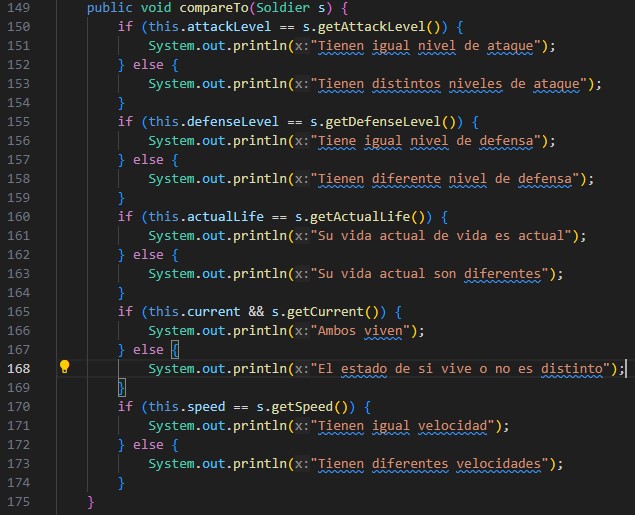 149 public void compareTo(Soldier s) {
150 if (this.attackLevel == s.getAttackLevel()) {
151 System.out.println(x:"Tienen igual nivel de ataque");
152 } else {
153 System.out.println(x:"Tienen distintos niveles de ataque");
154 }
155 if (this.defenseLevel == s.getDefenseLevel()) {
156 System.out.println(x:"Tiene igual nivel de defensa");
157 } else {
158 System.out.println(x:"Tienen diferente nivel de defensa");
159 }
160 if (this.actualLife == s.getActualLife()) {
161 System.out.println(x:"Su vida actual de vida es actual");
162 } else {
163 System.out.println(x:"Su vida actual son diferentes");
164 }
165 if (this.current && s.getCurrent()) {
166 System.out.println(x:"Ambos viven");
167 } else {
168 System.out.println(x:"El estado de si vive o no es distinto");
169 }
170 if (this.speed == s.getSpeed()) {
171 System.out.println(x:"Tienen igual velocidad");
172 } else {
173 System.out.println(x:"Tienen diferentes velocidades");
174 }
175 }